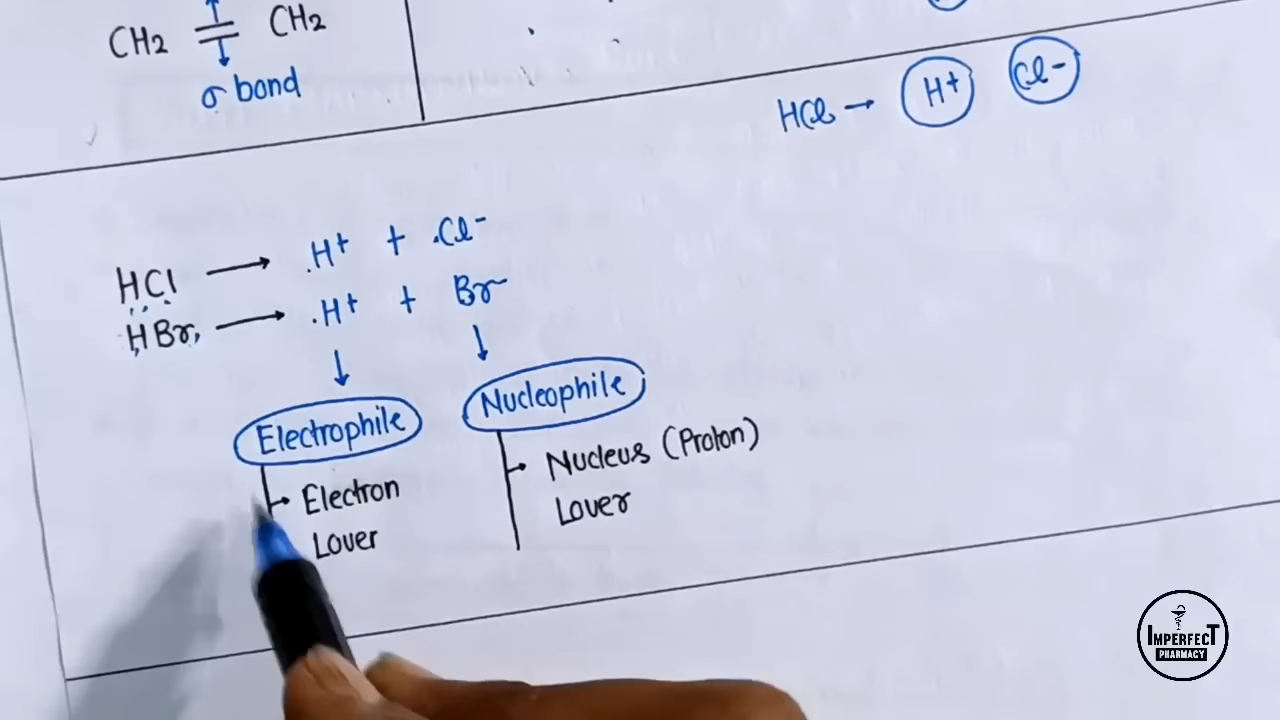 CH2 = CH2
σ bond
HCl → H+ Cl-
HCl → H+ + Cl-
HBr → H+ + Br-
Electrophile
Nucleophile
Electron
Lover
Nucleus (Proton)
Lover
IMPERFECT
PHARMACY